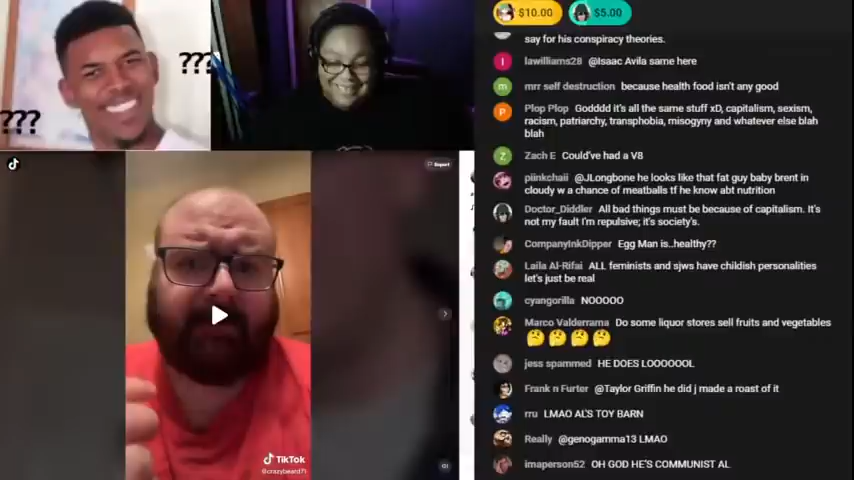 ???
???
$10.00
$5.00
say for his conspiracy theories.
lawilliams28 @Isaac Avila same here
mrr self destruction because health food isn't any good
Plop Plop Godddd it's all the same stuff xD, capitalism, sexism,
racism, patriarchy, transphobia, misogyny and whatever else blah
blah
Zach E Could've had a V8
piinkchaii @JLongbone he looks like that fat guy baby brent in
cloudy w a chance of meatballs tf he know abt nutrition
Doctor_Diddler All bad things must be because of capitalism. It's
not my fault I'm repulsive; it's society's.
CompanyInkDipper Egg Man is..healthy??
Laila Al-Rifai ALL feminists and sjws have childish personalities
let's just be real
cyangorilla NOOOOO
Marco Valderrama Do some liquor stores sell fruits and vegetables
jess spammed HE DOES LOOOOOOL
Frank n Furter @Taylor Griffin he did j made a roast of it
rru LMAO AL'S TOY BARN
Really @genogamma13 LMAO
imaperson52 OH GOD HE'S COMMUNIST AL
Report
TikTok
@crazybeard71